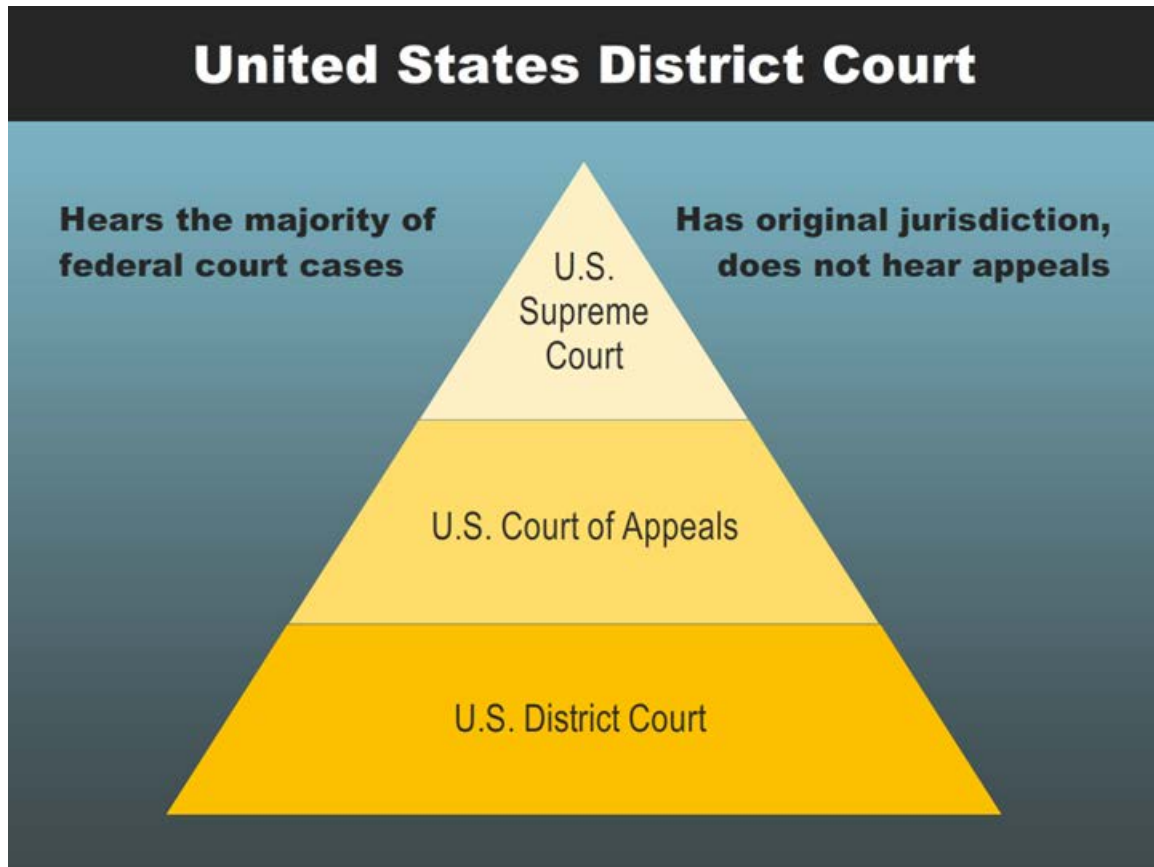 United States District Court
Hears the majority of
federal court cases
Has original jurisdiction,
does not hear appeals
U.S.
Supreme
Court
U.S. Court of Appeals
U.S. District Court